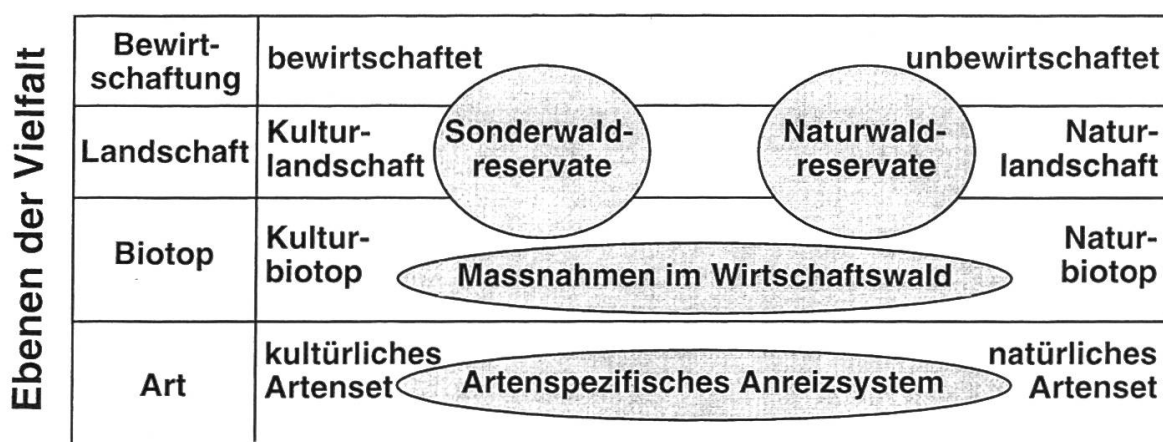 Ebenen der Vielfalt
Bewirt-
schaftung
bewirtschaftet
unbewirtschaftet
Landschaft
Kultur-
landschaft
Sonderwald-
reservate
Naturwald-
reservate
Natur-
landschaft
Biotop
Kultur-
biotop
Massnahmen im Wirtschaftswald
Natur-
biotop
Art
kultürliches
Artenset
Artenspezifisches Anreizsystem
natürliches
Artenset